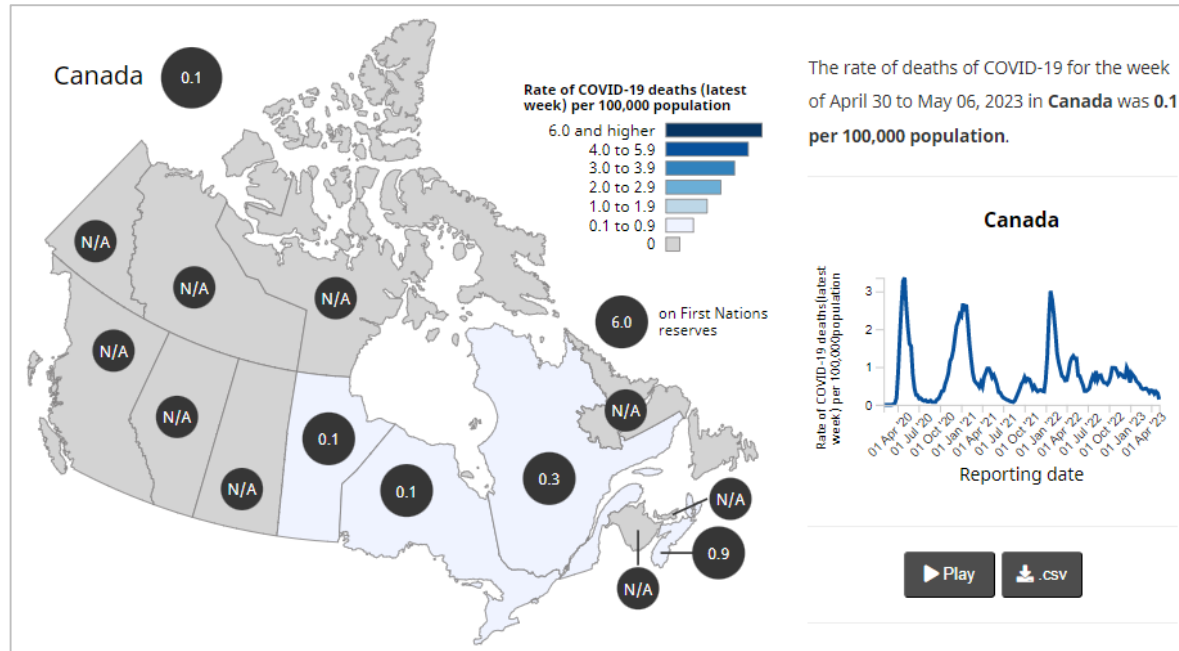 Canada
0.1
Rate of COVID-19 deaths (latest
week) per 100,000 population
6.0 and higher
4.0 to 5.9
3.0 to 3.9
2.0 to 2.9
1.0 to 1.9
0.1 to 0.9
0
N/A
N/A
N/A
6.0
on First Nations
reserves
N/A
N/A
N/A
0.1
0.1
0.3
N/A
N/A
0.9
N/A
The rate of deaths of COVID-19 for the week
of April 30 to May 06, 2023 in Canada was 0.1
per 100,000 population.
Canada
Rate of COVID-19 deaths(latest
week) per 100,000population
3
2
1
0
01 Apr '20
01 Jul '20
01 Oct '20
01 Jan '21
01 Apr '21
01 Jul '21
01 Oct '21
01 Jan '22
01 Apr '22
01 Jul '22
01 Oct '22
01 Jan '23
01 Apr '23
Reporting date
Play
.csv